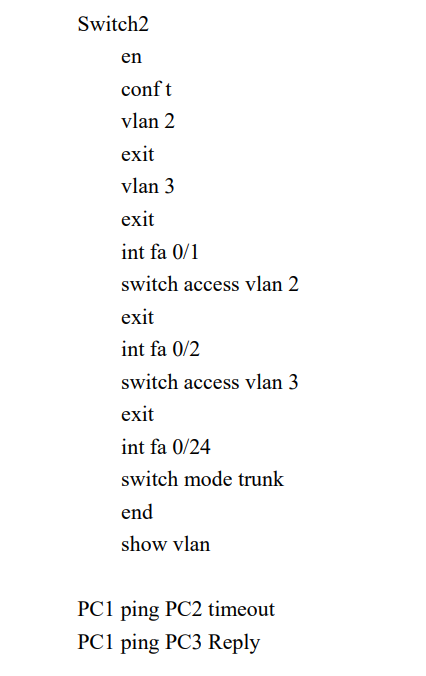 Switch2
en
conf t
vlan 2
exit
vlan 3
exit
int fa 0/1
switch access vlan 2
exit
int fa 0/2
switch access vlan 3
exit
int fa 0/24
switch mode trunk
end
show vlan
PC1 ping PC2 timeout
PC1 ping PC3 Reply